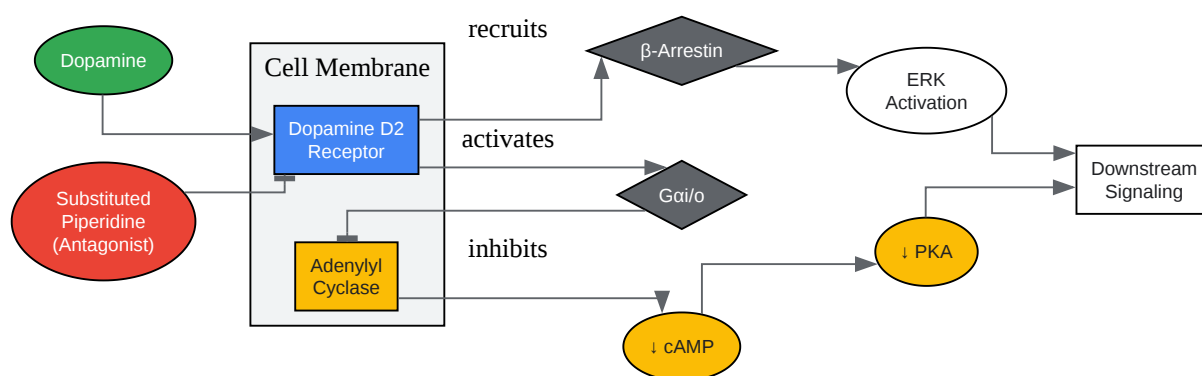 recruits
Dopamine
β-Arrestin
Cell Membrane
ERK
Activation
Dopamine D2
Receptor
activates
Downstream
Signaling
Substituted
Piperidine
(Antagonist)
Gαi/o
inhibits
↓ PKA
Adenylyl
Cyclase
↓ cAMP